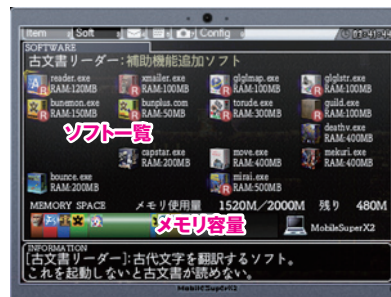 Item Soft Config 03:41:44
SOFTWARE
古文書リーダー:補助機能追加ソフト
reader.exe xmailer.exe glglmap.exe glglstr.exe
RAM:120MB RAM:100MB RAM:100MB RAM:100MB
bunemon.exe bunplus.com torude.exe guild.exe
RAM:150MB RAM:50MB RAM:300MB RAM:100MB
ソフト一覧
deathv.exe
RAM:400MB
capstar.exe move.exe mekuri.exe
RAM:200MB RAM:400MB RAM:400MB
bounce.exe mirai.exe
RAM:200MB RAM:500MB
MEMORY SPACE メモリ使用量 1520M/2000M 残り 480M
メモリ容量
MobileSuperX2
INFORMATION
[古文書リーダー]:古代文字を翻訳するソフト。
これを起動しないと古文書が読めない。
MobileSuperX2